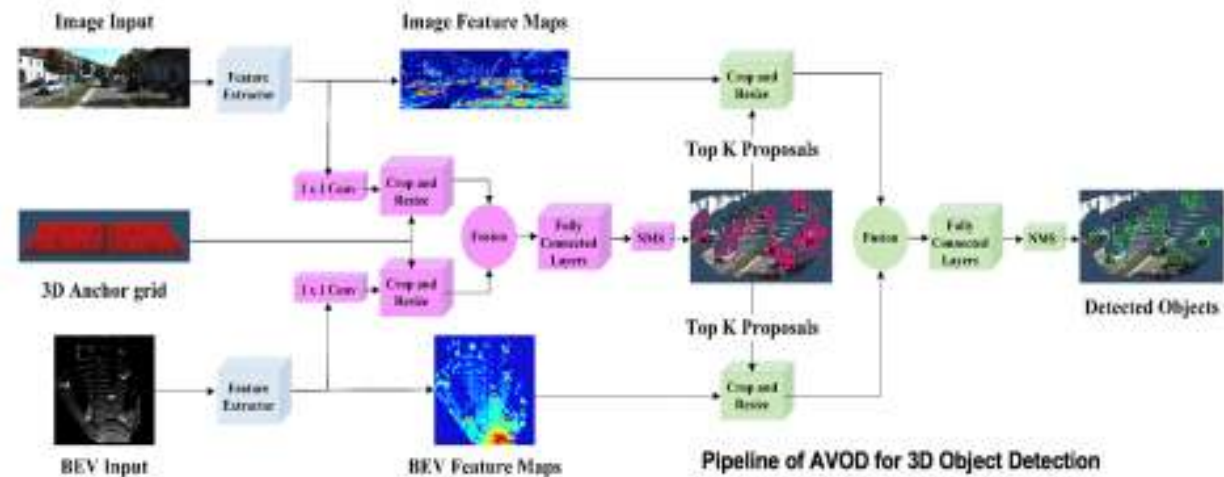 Image Input
Image Feature Maps
Feature
Extractor
Crop and
Resize
Top K Proposals
1 x 1 Conv
Crop and
Resize
Fusion
Fully
Connected
Layers
NMS
Fusion
Fully
Connected
Layers
NMS
3D Anchor grid
1 x 1 Conv
Crop and
Resize
Detected Objects
Top K Proposals
Feature
Extractor
Crop and
Resize
BEV Input
BEV Feature Maps
Pipeline of AVOD for 3D Object Detection